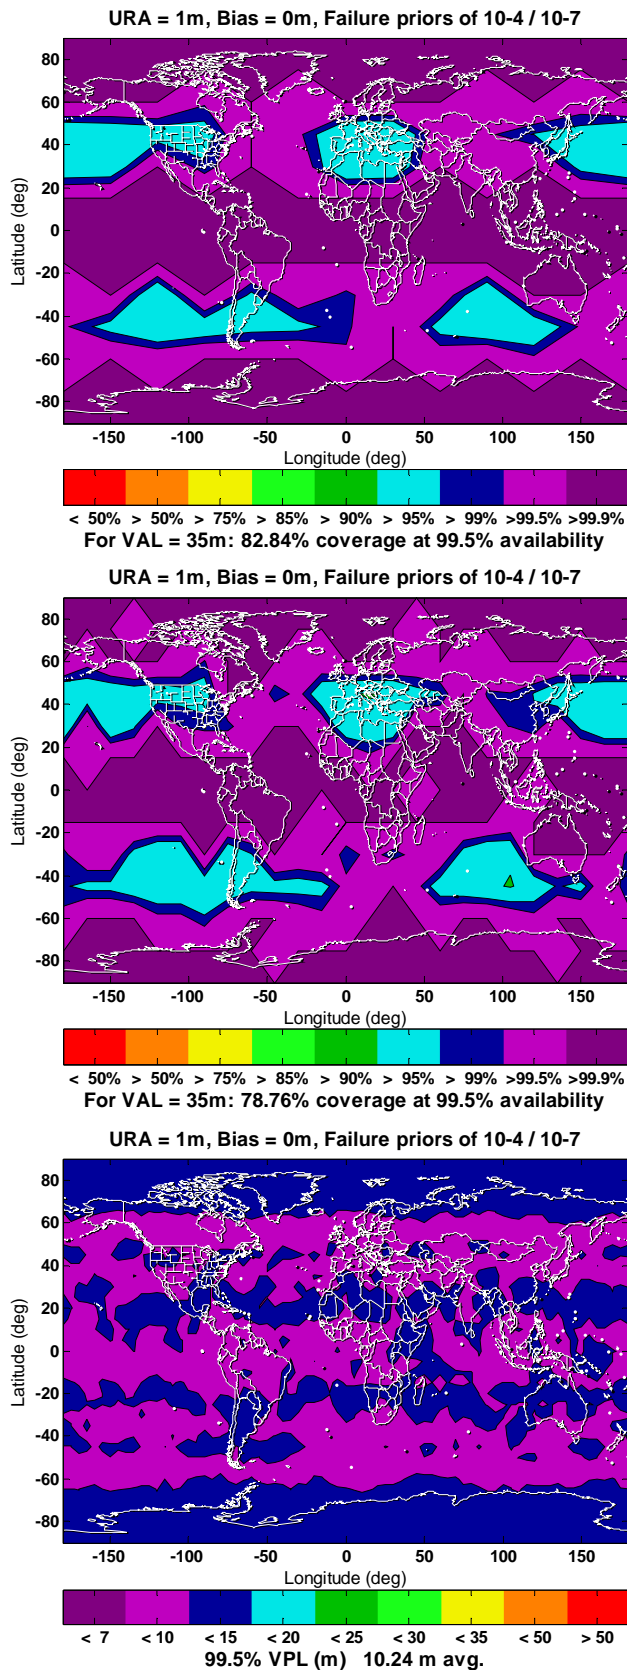 URA = 1m, Bias = 0m, Failure priors of 10-4 / 10-7
80
60
40
20
0
-20
-40
-60
-80
Latitude (deg)
-150 -100 -50 0 50 100 150
Longitude (deg)
< 50% > 50% > 75% > 85% > 90% > 95% > 99% >99.5% >99.9%
For VAL = 35m: 82.84% coverage at 99.5% availability
URA = 1m, Bias = 0m, Failure priors of 10-4 / 10-7
80
60
40
20
0
-20
-40
-60
-80
Latitude (deg)
-150 -100 -50 0 50 100 150
Longitude (deg)
< 50% > 50% > 75% > 85% > 90% > 95% > 99% >99.5% >99.9%
For VAL = 35m: 78.76% coverage at 99.5% availability
URA = 1m, Bias = 0m, Failure priors of 10-4 / 10-7
80
60
40
20
0
-20
-40
-60
-80
Latitude (deg)
-150 -100 -50 0 50 100 150
Longitude (deg)
< 7 < 10 < 15 < 20 < 25 < 30 < 35 < 50 > 50
99.5% VPL (m) 10.24 m avg.